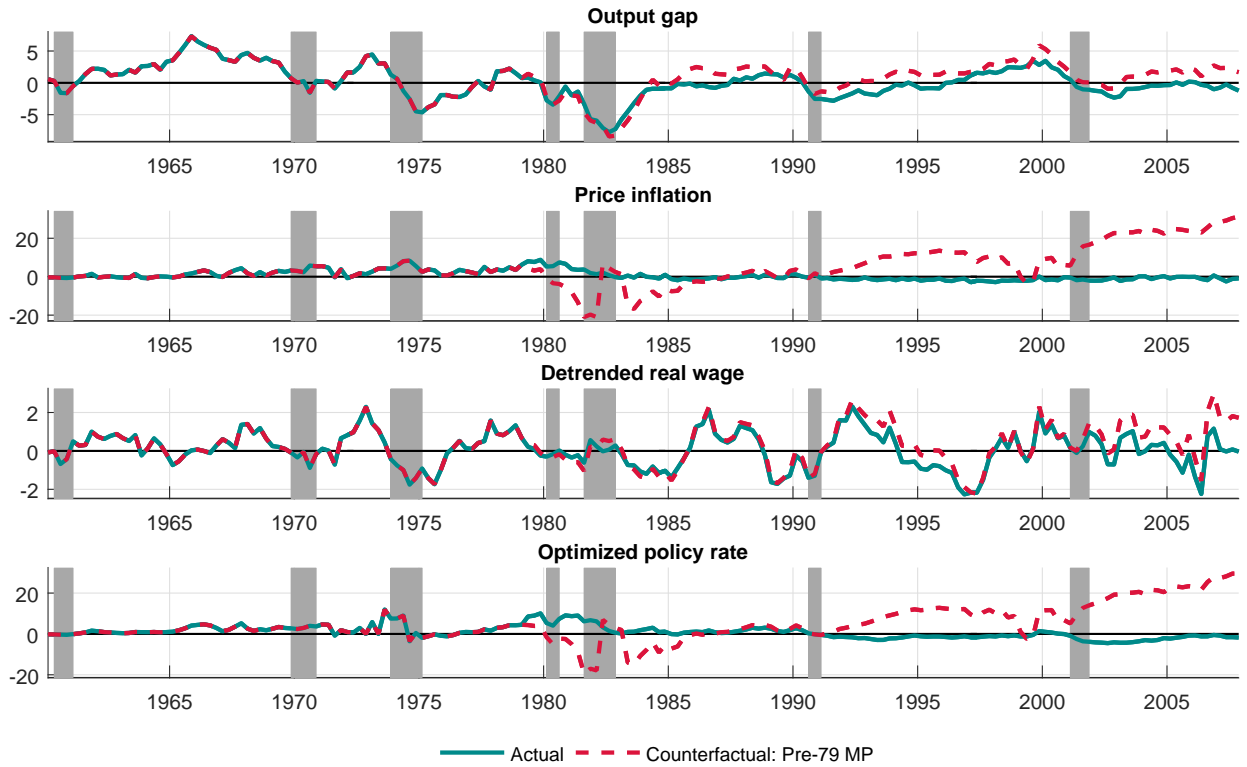 Output gap
5
0
-5
1965 1970 1975 1980 1985 1990 1995 2000 2005
Price inflation
20
0
-20
1965 1970 1975 1980 1985 1990 1995 2000 2005
Detrended real wage
2
0
-2
1965 1970 1975 1980 1985 1990 1995 2000 2005
Optimized policy rate
20
0
-20
1965 1970 1975 1980 1985 1990 1995 2000 2005
Actual Counterfactual: Pre-79 MP